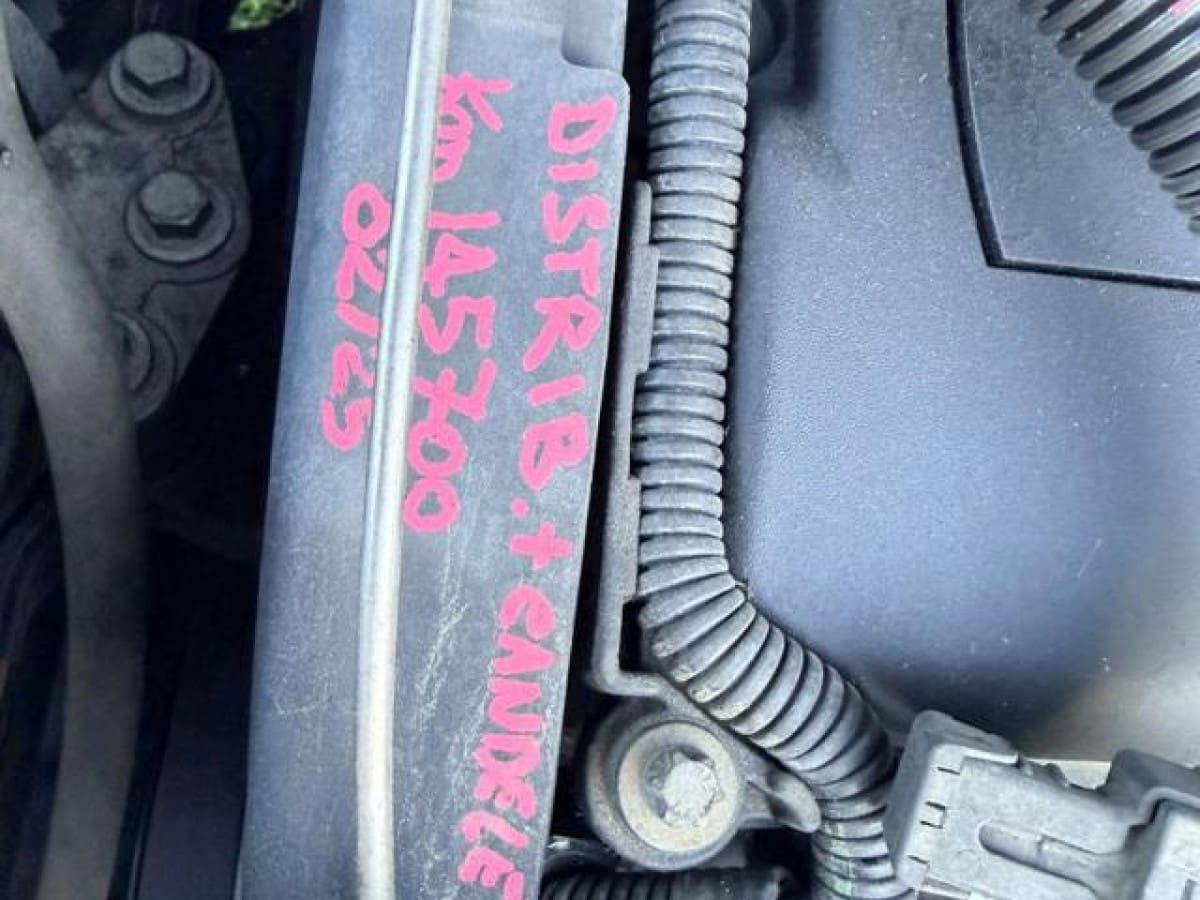 DISTRIB. + CANDELE
Km 145700
02/25